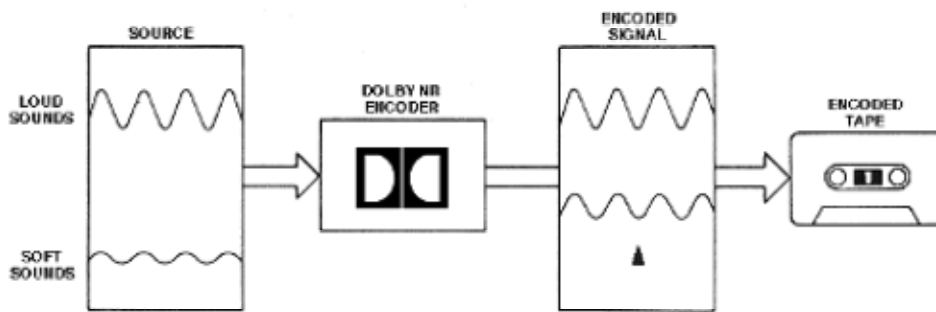 SOURCE
LOUD
SOUNDS
SOFT
SOUNDS
DOLBY NR
ENCODER
ENCODED
SIGNAL
ENCODED
TAPE